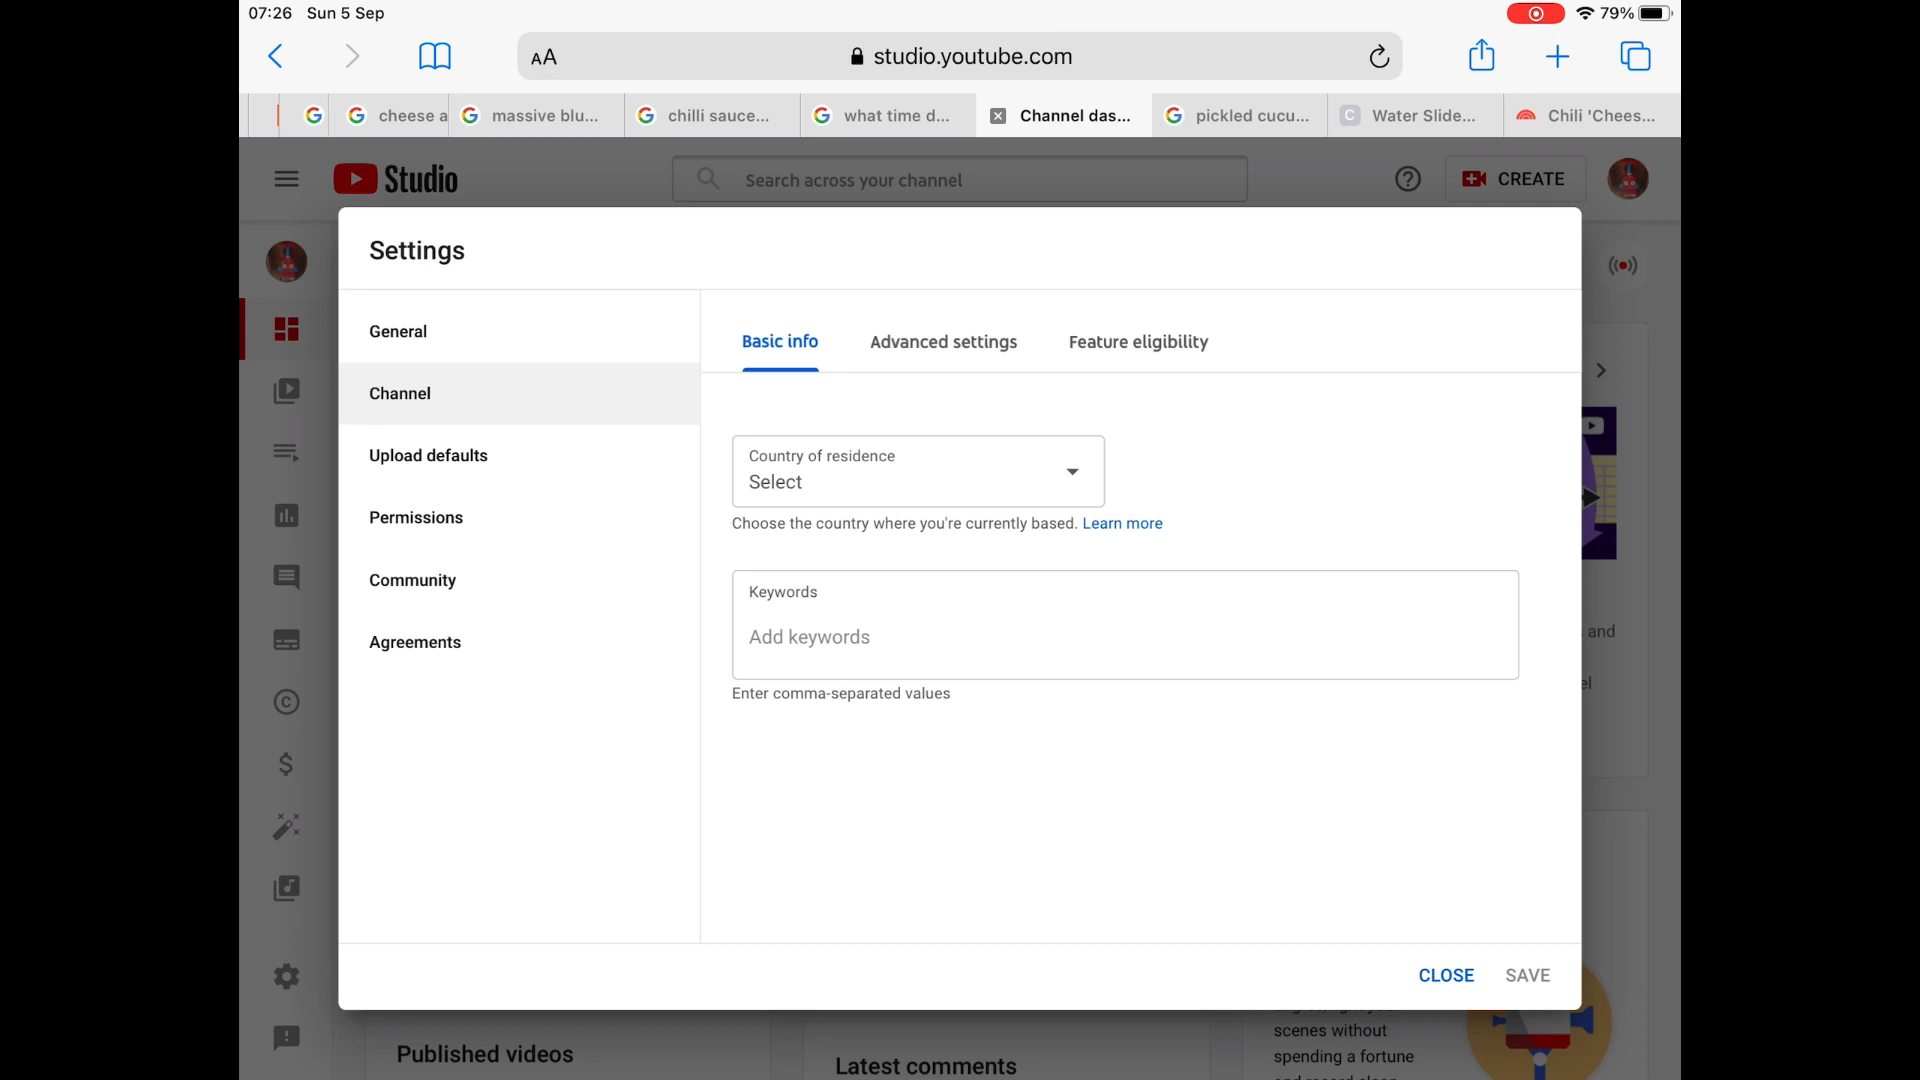 07:26 Sun 5 Sep
79%
AA
studio.youtube.com
cheese a
massive blu...
chilli sauce...
what time d...
Channel das...
pickled cucu...
C
Water Slide...
Chili 'Chees...
Studio
Search across your channel
CREATE
Settings
General
Channel
Upload defaults
Permissions
Community
Agreements
Basic info
Advanced settings
Feature eligibility
Country of residence
Select
Choose the country where you're currently based. Learn more
Keywords
Add keywords
Enter comma-separated values
and
el
CLOSE
SAVE
Published videos
Latest comments
scenes without
spending a fortune